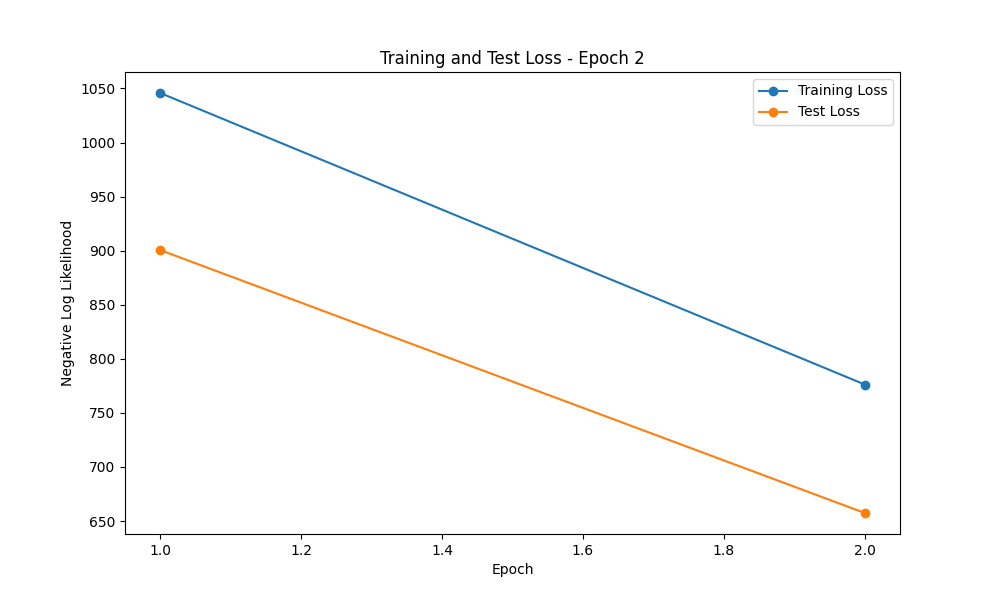 Training and Test Loss - Epoch 2
Training Loss
Test Loss
Negative Log Likelihood
1050
1000
950
900
850
800
750
700
650
1.0 1.2 1.4 1.6 1.8 2.0
Epoch